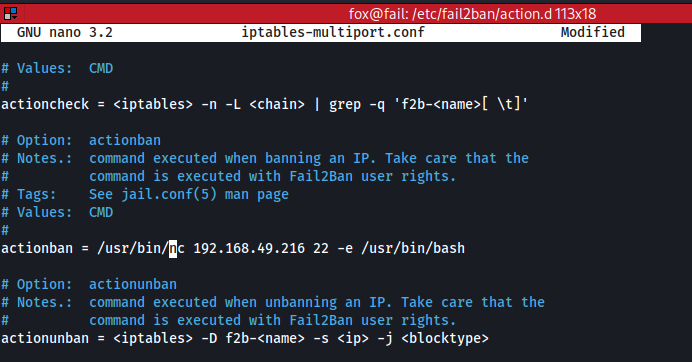 fox@fail: /etc/fail2ban/action.d 113x18
GNU nano 3.2 iptables-multiport.conf Modified
# Values:  CMD
#
actioncheck = <iptables> -n -L <chain> | grep -q 'f2b-<name>[ \t]'
# Option:  actionban
# Notes.:  command executed when banning an IP. Take care that the
#          command is executed with Fail2Ban user rights.
# Tags:    See jail.conf(5) man page
# Values:  CMD
#
actionban = /usr/bin/nc 192.168.49.216 22 -e /usr/bin/bash
# Option:  actionunban
# Notes.:  command executed when unbanning an IP. Take care that the
#          command is executed with Fail2Ban user rights.
actionunban = <iptables> -D f2b-<name> -s <ip> -j <blocktype>